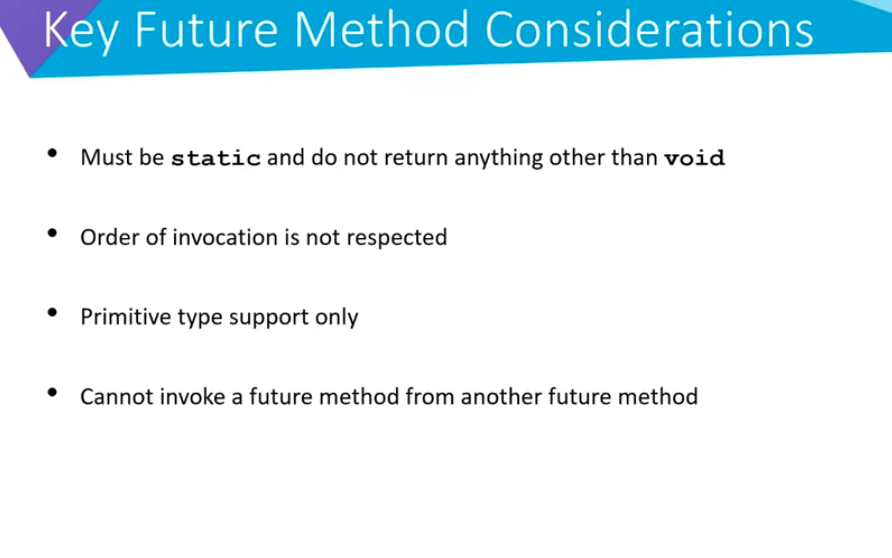 Key Future Method Considerations
• Must be static and do not return anything other than void
• Order of invocation is not respected
• Primitive type support only
• Cannot invoke a future method from another future method